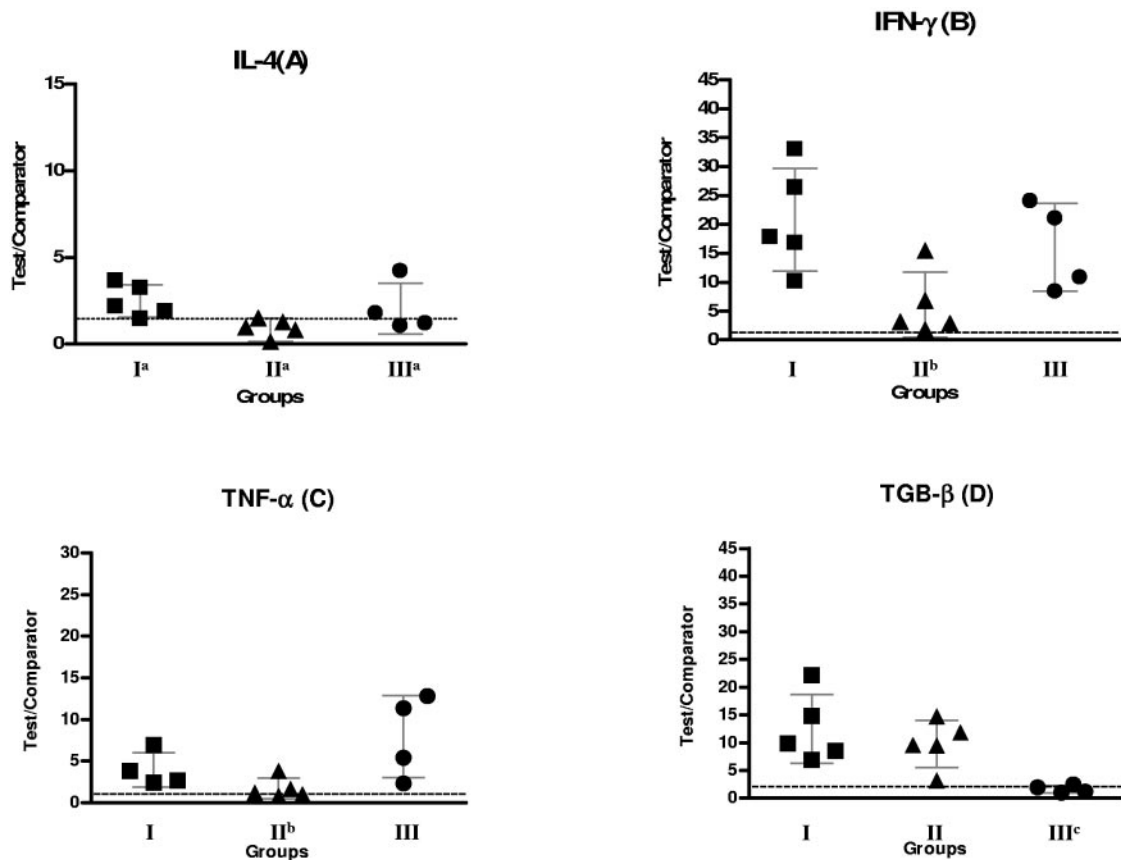 IL-4(A)
15
10
5
0
Test/Comparator
Iᵃ
IIᵃ
IIIᵃ
Groups
IFN-γ (B)
45
40
35
30
25
20
15
10
5
0
Test/Comparator
I
IIᵇ
III
Groups
TNF-α (C)
30
25
20
15
10
5
0
Test/Comparator
I
IIᵇ
III
Groups
TGB-β (D)
45
40
35
30
25
20
15
10
5
0
Test/Comparator
I
II
IIIᶜ
Groups